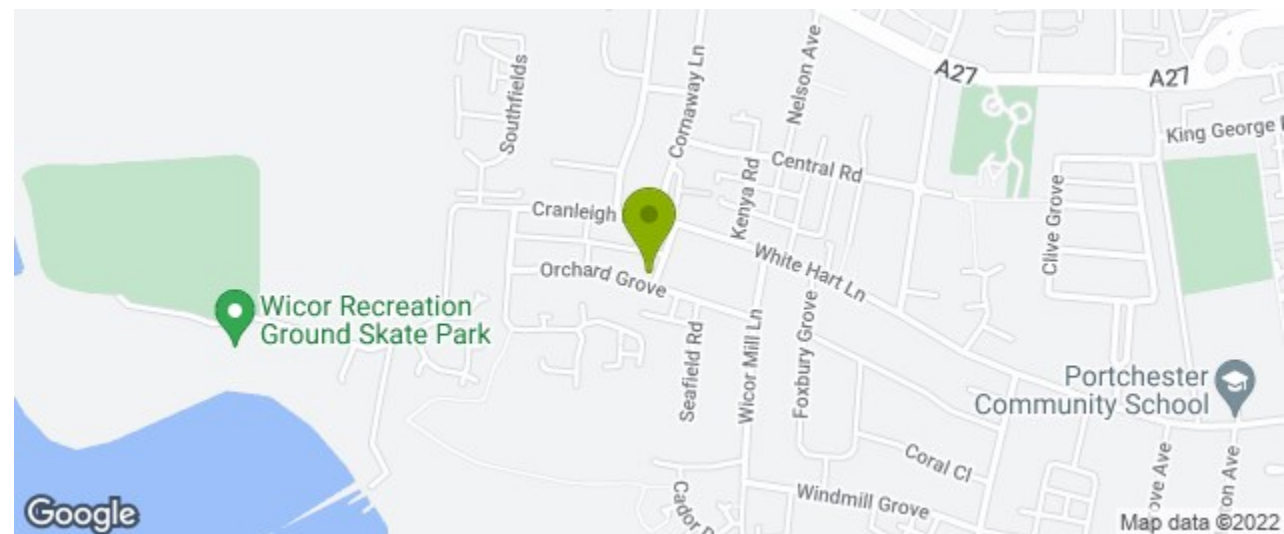 A27
A27
Southfields
Cornaway Ln
Nelson Ave
King George
Central Rd
Kenya Rd
Clive Grove
Cranleigh
White Hart Ln
Orchard Grove
Wicor Recreation
Ground Skate Park
Seafield Rd
Wicor Mill Ln
Foxbury Grove
Portchester
Community School
Coral Cl
Windmill Grove
Cador
Google
Map data ©2022